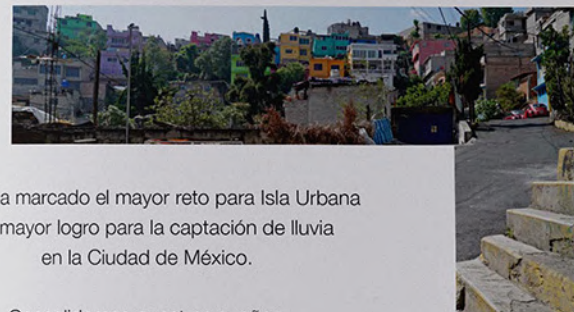 a marcado el mayor reto para Isla Urbana
mayor logro para la captación de lluvia
en la Ciudad de México.